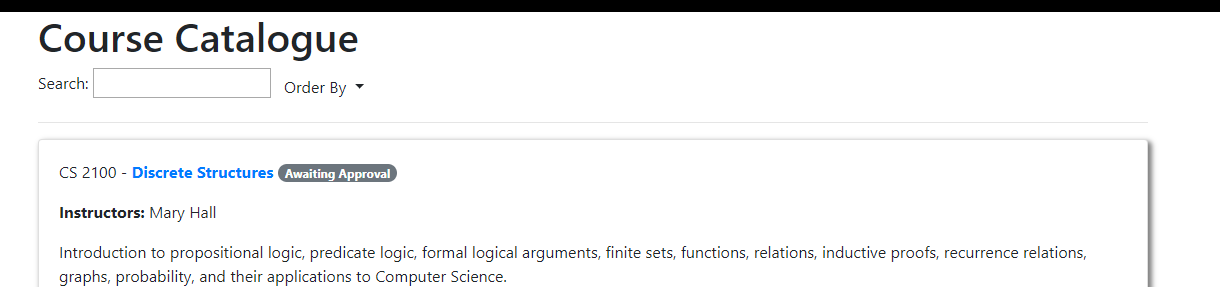 Course Catalogue
Search: Order By
CS 2100 - Discrete Structures Awaiting Approval
Instructors: Mary Hall
Introduction to propositional logic, predicate logic, formal logical arguments, finite sets, functions, relations, inductive proofs, recurrence relations,
graphs, probability, and their applications to Computer Science.